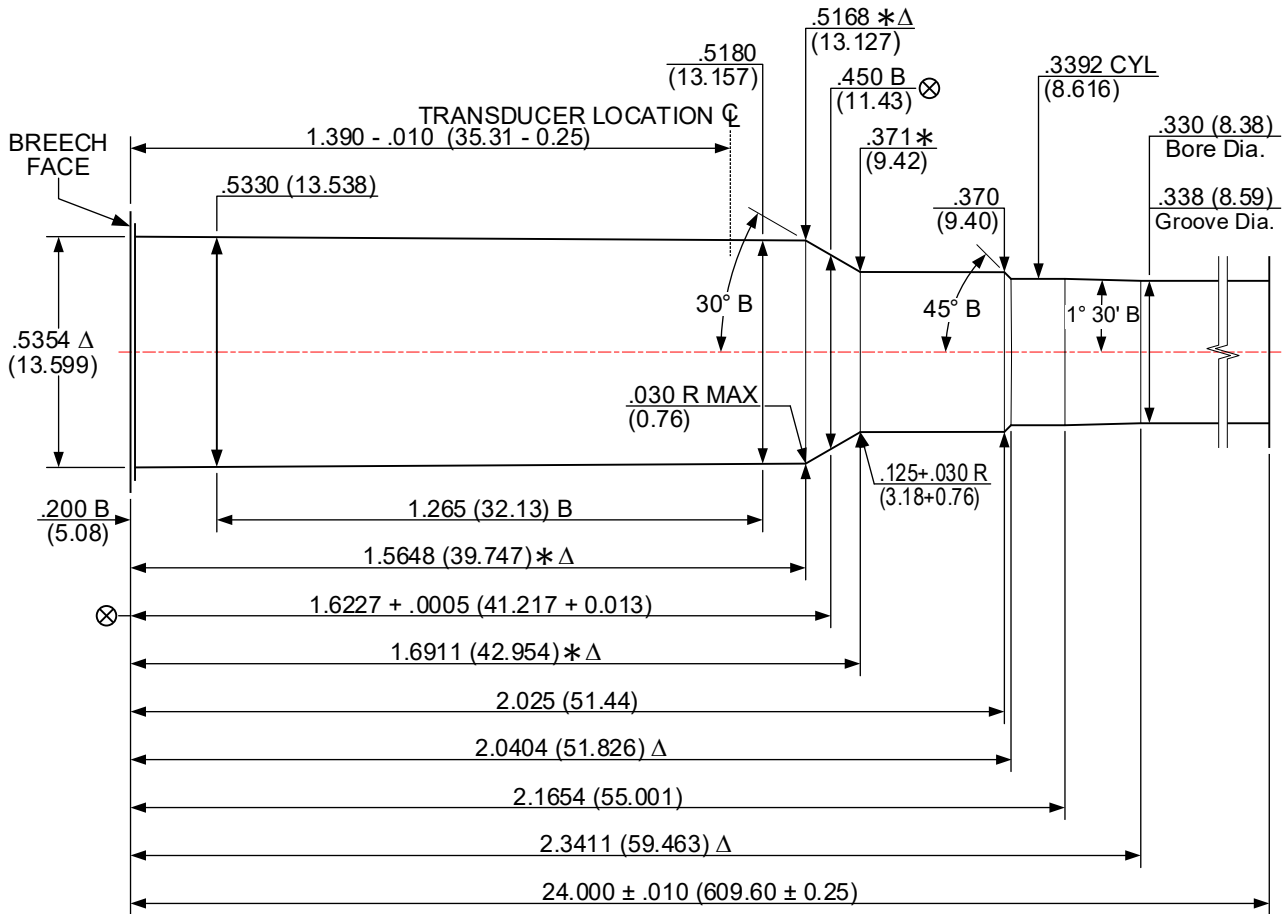 .5168 ✳Δ
(13.127)
.5180
(13.157)
.450 B ⊗
(11.43)
.3392 CYL
(8.616)
TRANSDUCER LOCATION ℄
1.390 - .010 (35.31 - 0.25)
BREECH
FACE
.371✳
(9.42)
.330 (8.38)
Bore Dia.
.5330 (13.538)
.370
(9.40)
.338 (8.59)
Groove Dia.
30° B
45° B
1° 30' B
.5354 Δ
(13.599)
.030 R MAX
(0.76)
.125+.030 R
(3.18+0.76)
.200 B
(5.08)
1.265 (32.13) B
1.5648 (39.747)✳Δ
⊗ 1.6227 + .0005 (41.217 + 0.013)
1.6911 (42.954)✳Δ
2.025 (51.44)
2.0404 (51.826) Δ
2.1654 (55.001)
2.3411 (59.463) Δ
24.000 ± .010 (609.60 ± 0.25)